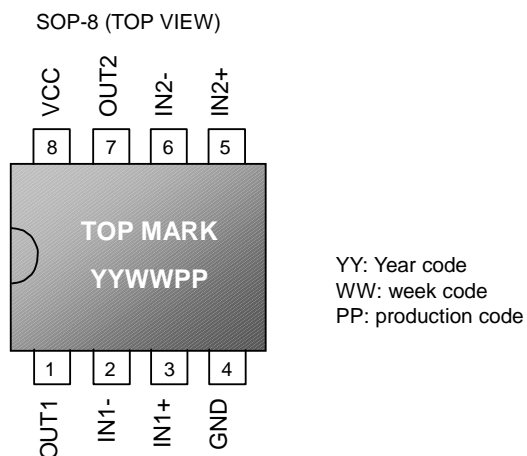 SOP-8 (TOP VIEW)
VCC OUT2 IN2- IN2+
8 7 6 5
TOP MARK
YYWWPP
YY: Year code
WW: week code
PP: production code
1 2 3 4
OUT1 IN1- IN1+ GND